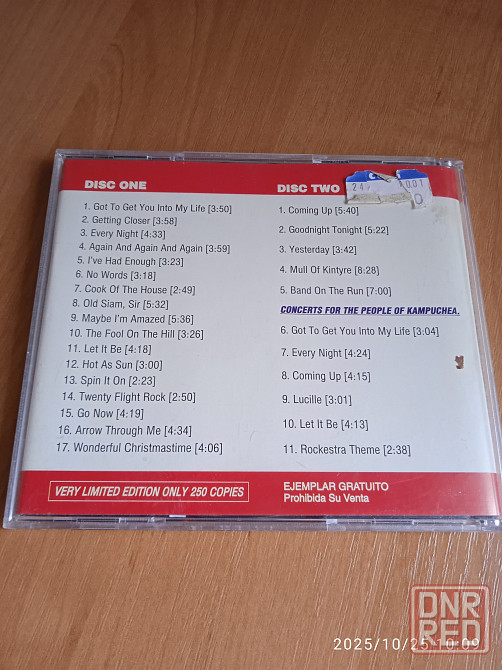 DISC ONE
1. Got To Get You Into My Life [3:50]
2. Getting Closer [3:58]
3. Every Night [4:33]
4. Again And Again And Again [3:59]
5. I've Had Enough [3:23]
6. No Words [3:18]
7. Cook Of The House [2:49]
8. Old Siam, Sir [5:32]
9. Maybe I'm Amazed [5:36]
10. The Fool On The Hill [3:26]
11. Let It Be [4:18]
12. Hot As Sun [3:00]
13. Spin It On [2:23]
14. Twenty Flight Rock [2:50]
15. Go Now [4:19]
16. Arrow Through Me [4:34]
17. Wonderful Christmastime [4:06]
VERY LIMITED EDITION ONLY 250 COPIES
DISC TWO
1. Coming Up [5:40]
2. Goodnight Tonight [5:22]
3. Yesterday [3:42]
4. Mull Of Kintyre [8:28]
5. Band On The Run [7:00]
CONCERTS FOR THE PEOPLE OF KAMPUCHEA.
6. Got To Get You Into My Life [3:04]
7. Every Night [4:24]
8. Coming Up [4:15]
9. Lucille [3:01]
10. Let It Be [4:13]
11. Rockestra Theme [2:38]
EJEMPLAR GRATUITO
Prohibida Su Venta
DNR
RED
2025/10/25 10:09